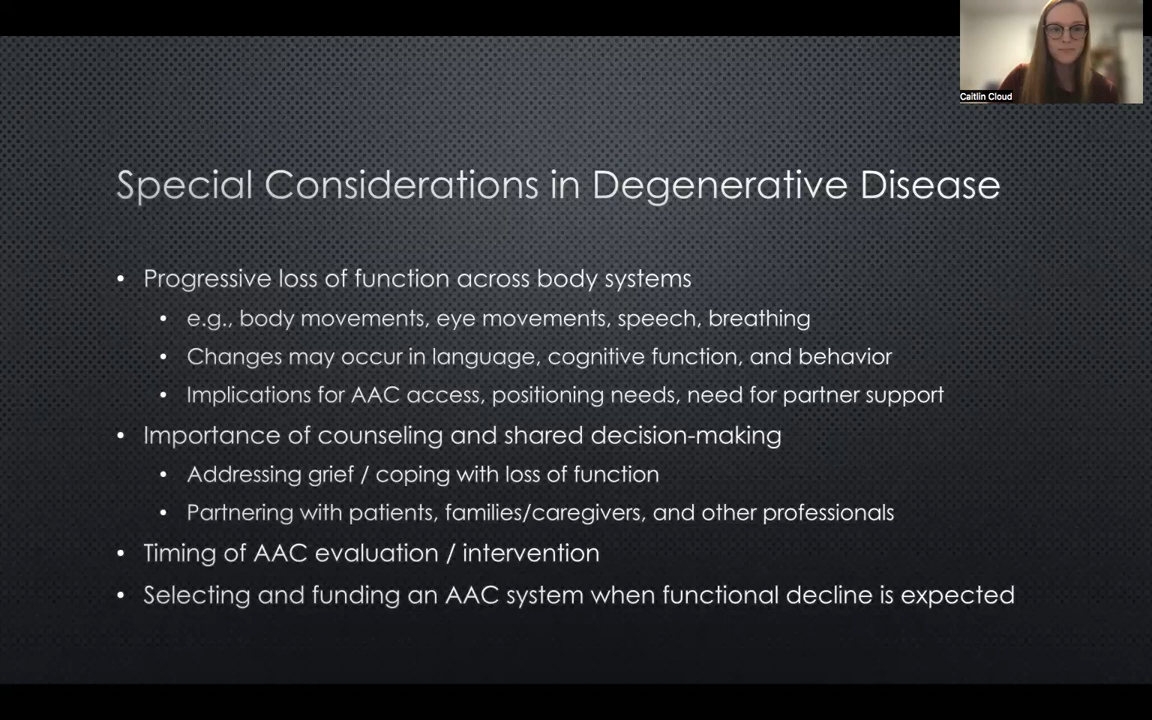 Caitlin Cloud
Special Considerations in Degenerative Disease
• Progressive loss of function across body systems
• e.g., body movements, eye movements, speech, breathing
• Changes may occur in language, cognitive function, and behavior
• Implications for AAC access, positioning needs, need for partner support
• Importance of counseling and shared decision-making
• Addressing grief / coping with loss of function
• Partnering with patients, families/caregivers, and other professionals
• Timing of AAC evaluation / intervention
• Selecting and funding an AAC system when functional decline is expected